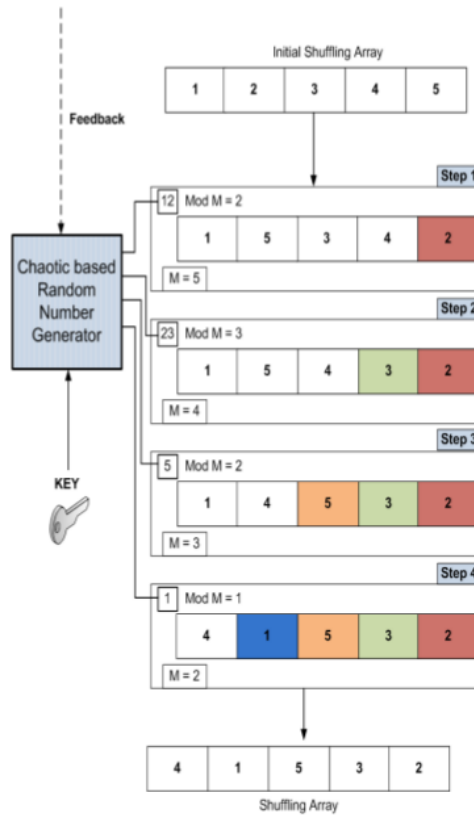 Initial Shuffling Array
1 2 3 4 5
Feedback
Step 1
12 Mod M = 2
1 5 3 4 2
M = 5
Chaotic based
Random
Number
Generator
Step 2
23 Mod M = 3
1 5 4 3 2
M = 4
Step 3
5 Mod M = 2
1 4 5 3 2
M = 3
KEY
Step 4
1 Mod M = 1
4 1 5 3 2
M = 2
4 1 5 3 2
Shuffling Array